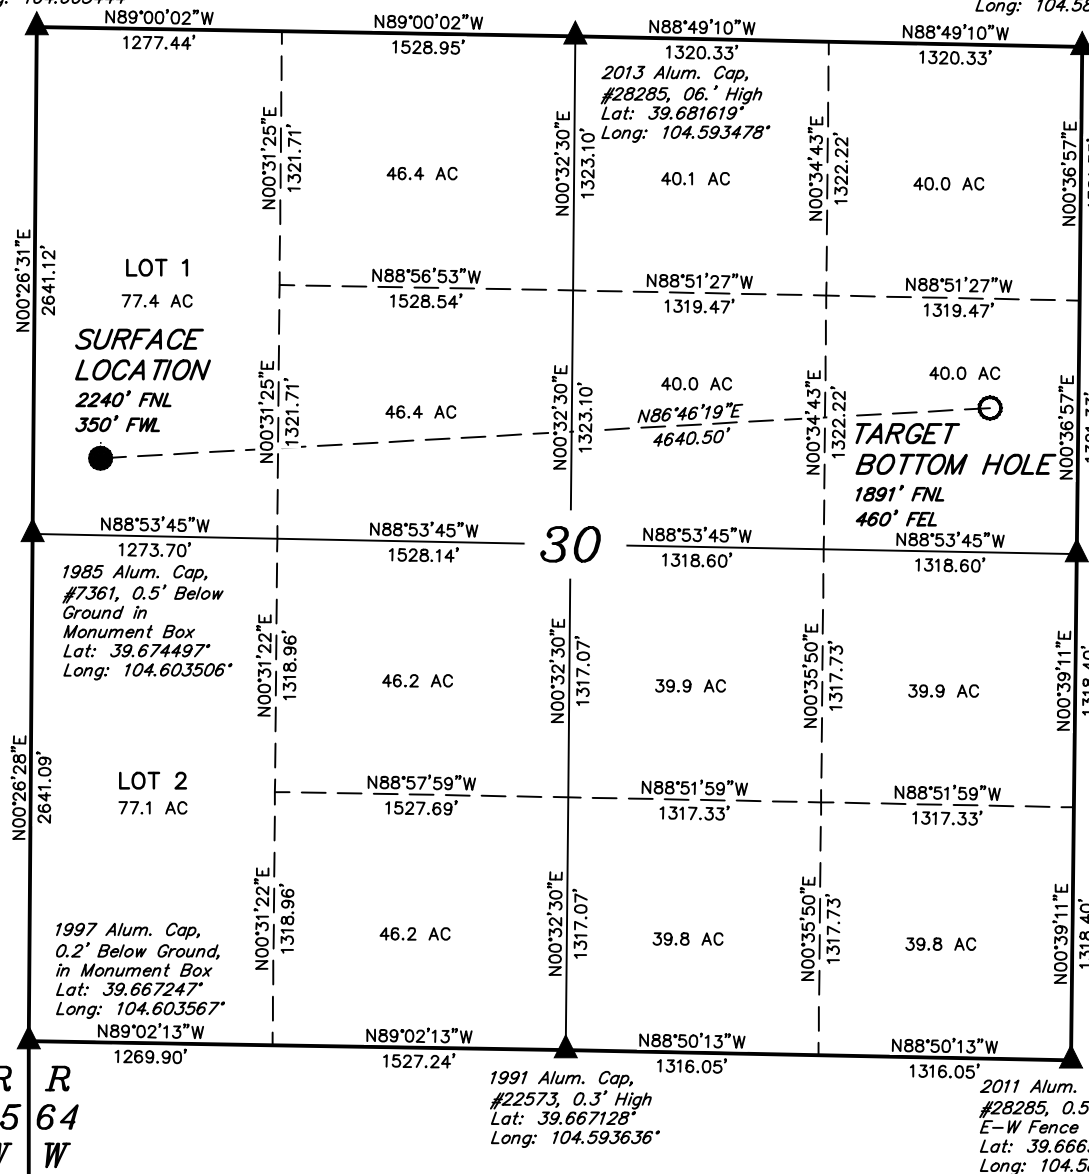 N89°00'02"W
N89°00'02"W
N88°49'10"W
N88°49'10"W
1277.44'
1528.95'
1320.33'
1320.33'
2013 Alum. Cap,
#28285, 06.' High
Lat: 39.681619°
Long: 104.593478°
N00°31'25"E
1321.71'
N00°32'30"E
1323.10'
N00°34'43"E
1322.22'
N00°36'57"E
46.4 AC
40.1 AC
40.0 AC
N00°26'31"E
2641.12'
LOT 1
77.4 AC
N88°56'53"W
1528.54'
N88°51'27"W
1319.47'
N88°51'27"W
1319.47'
SURFACE
LOCATION
2240' FNL
350' FWL
N00°31'25"E
1321.71'
46.4 AC
N00°32'30"E
1323.10'
40.0 AC
N86°46'19"E
4640.50'
N00°34'43"E
1322.22'
40.0 AC
N00°36'57"E
TARGET
BOTTOM HOLE
1891' FNL
460' FEL
N88°53'45"W
1273.70'
N88°53'45"W
1528.14'
30
N88°53'45"W
1318.60'
N88°53'45"W
1318.60'
1985 Alum. Cap,
#7361, 0.5' Below
Ground in
Monument Box
Lat: 39.674497°
Long: 104.603506°
N00°31'22"E
1318.96'
46.2 AC
N00°32'30"E
1317.07'
39.9 AC
N00°35'50"E
1317.73'
39.9 AC
N00°39'11"E
1318.40'
N00°26'28"E
2641.09'
LOT 2
77.1 AC
N88°57'59"W
1527.69'
N88°51'59"W
1317.33'
N88°51'59"W
1317.33'
1997 Alum. Cap,
0.2' Below Ground,
in Monument Box
Lat: 39.667247°
Long: 104.603567°
N00°31'22"E
1318.96'
46.2 AC
N00°32'30"E
1317.07'
39.8 AC
N00°35'50"E
1317.73'
39.8 AC
N00°39'11"E
1318.40'
N89°02'13"W
1269.90'
N89°02'13"W
1527.24'
N88°50'13"W
1316.05'
N88°50'13"W
1316.05'
R R
5 64
W
1991 Alum. Cap,
#22573, 0.3' High
Lat: 39.667128°
Long: 104.593636°
2011 Alum.
#28285, 0.5
E-W Fence
Lat: 39.666
Long: